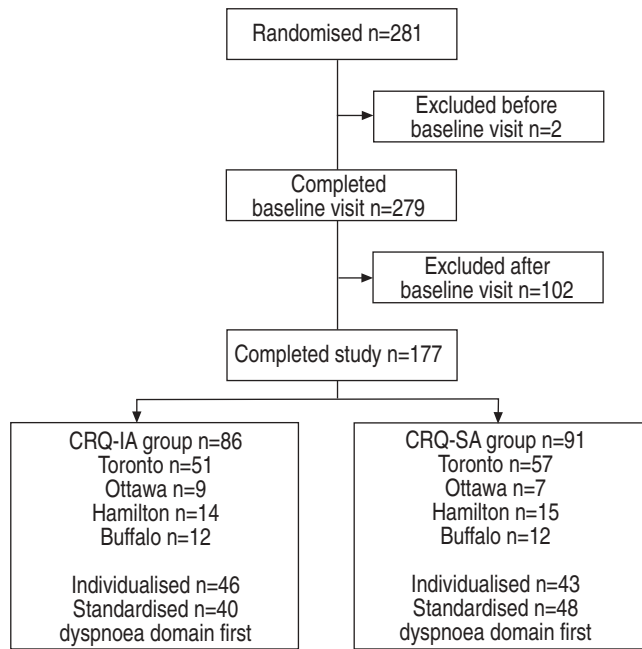 Randomised n=281
Excluded before
baseline visit n=2
Completed
baseline visit n=279
Excluded after
baseline visit n=102
Completed study n=177
CRQ-IA group n=86
Toronto n=51
Ottawa n=9
Hamilton n=14
Buffalo n=12
Individualised n=46
Standardised n=40
dyspnoea domain first
CRQ-SA group n=91
Toronto n=57
Ottawa n=7
Hamilton n=15
Buffalo n=12
Individualised n=43
Standardised n=48
dyspnoea domain first